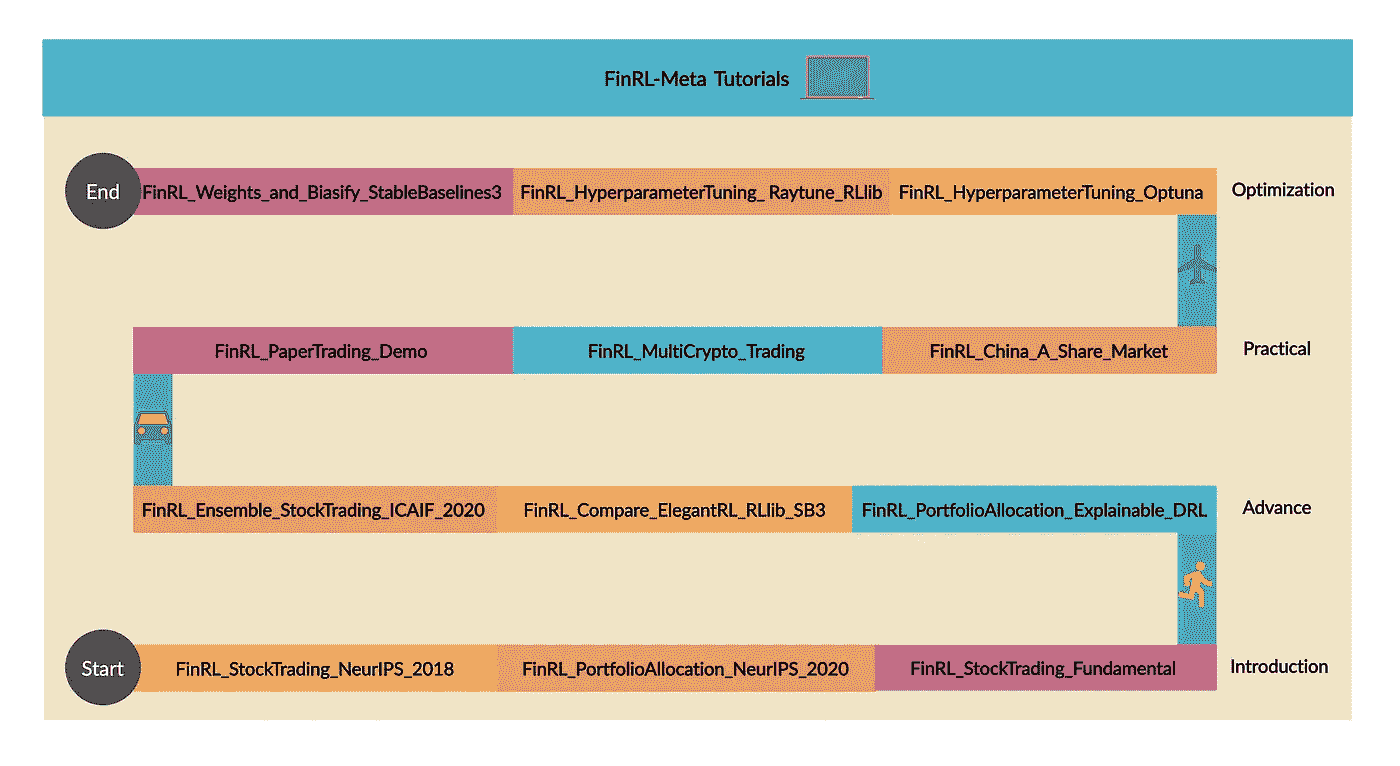 FinRL-Meta Tutorials
End
FinRL_Weights_and_Biasify_StableBaselines3
FinRL_HyperparameterTuning_ Raytune_RLlib
FinRL_HyperparameterTuning_Optuna
Optimization
FinRL_PaperTrading_Demo
FinRL_MultiCrypto_Trading
FinRL_China_A_Share_Market
Practical
FinRL_Ensemble_StockTrading_ICAIF_2020
FinRL_Compare_ElegantRL_RLlib_SB3
FinRL_PortfolioAllocation_Explainable_DRL
Advance
Start
FinRL_StockTrading_NeurIPS_2018
FinRL_PortfolioAllocation_NeurIPS_2020
FinRL_StockTrading_Fundamental
Introduction